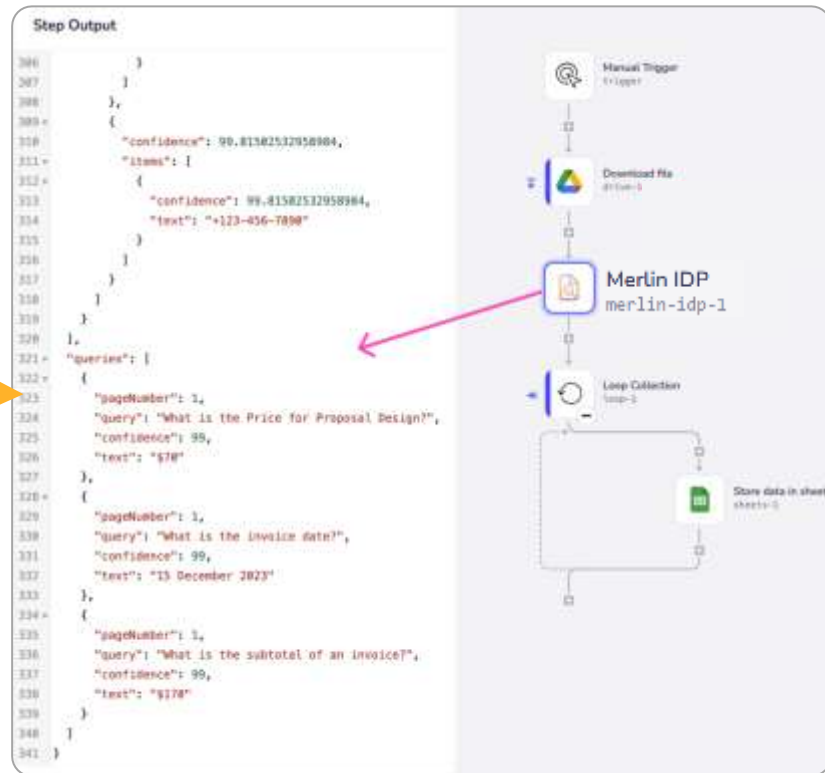 Step Output
306 }
307 ]
308 },
309 {
310 "confidence": 99.81502532958984,
311 "items": [
312 {
313 "confidence": 99.81502532958984,
314 "text": "+123-456-7890"
315 }
316 ]
317 }
318 ]
319 }
320 ],
321 "queries": [
322 {
323 "pageNumber": 1,
324 "query": "What is the Price for Proposal Design?",
325 "confidence": 99,
326 "text": "$70"
327 },
328 {
329 "pageNumber": 1,
330 "query": "What is the invoice date?",
331 "confidence": 99,
332 "text": "15 December 2023"
333 },
334 {
335 "pageNumber": 1,
336 "query": "What is the subtotal of an invoice?",
337 "confidence": 99,
338 "text": "$170"
339 }
340 ]
341 }
Manual Trigger
trigger
Download file
drive-1
Merlin IDP
merlin-idp-1
Loop Collection
loop-1
Store data in sheet
sheets-1